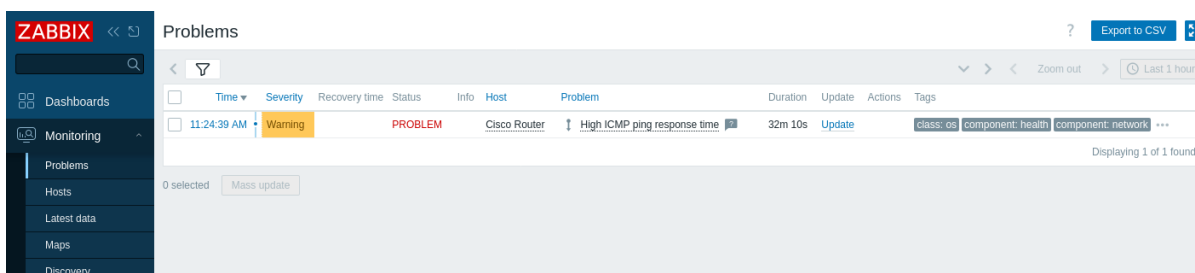 ZABBIX
Problems
?
Export to CSV
Zoom out
Last 1 hour
Dashboards
Time Severity Recovery time Status Info Host Problem Duration Update Actions Tags
11:24:39 AM Warning PROBLEM Cisco Router High ICMP ping response time ? 32m 10s Update class: os component: health component: network •••
Monitoring
Displaying 1 of 1 found
Problems
0 selected Mass update
Hosts
Latest data
Maps
Discovery